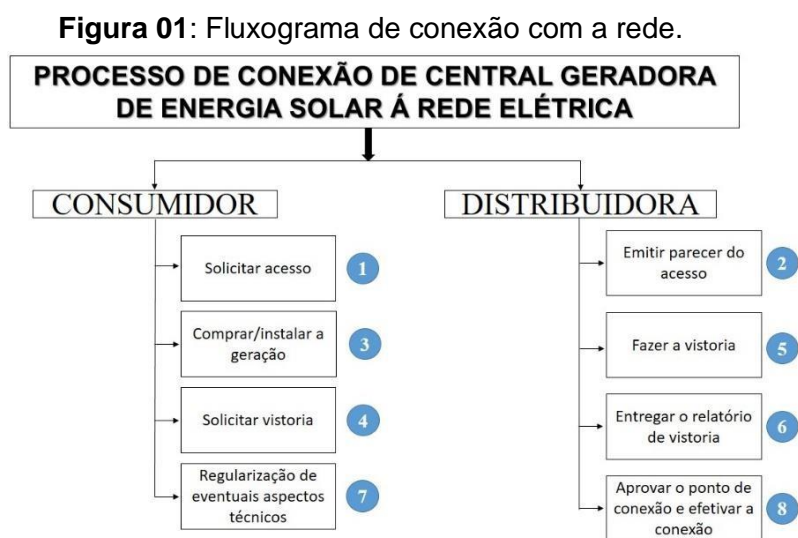 Figura 01: Fluxograma de conexão com a rede.
PROCESSO DE CONEXÃO DE CENTRAL GERADORA
DE ENERGIA SOLAR Á REDE ELÉTRICA
CONSUMIDOR
Solicitar acesso
1
Comprar/instalar a
geração
3
Solicitar vistoria
4
Regularização de
eventuais aspectos
técnicos
7
DISTRIBUIDORA
Emitir parecer do
acesso
2
Fazer a vistoria
5
Entregar o relatório
de vistoria
6
Aprovar o ponto de
conexão e efetivar a
conexão
8